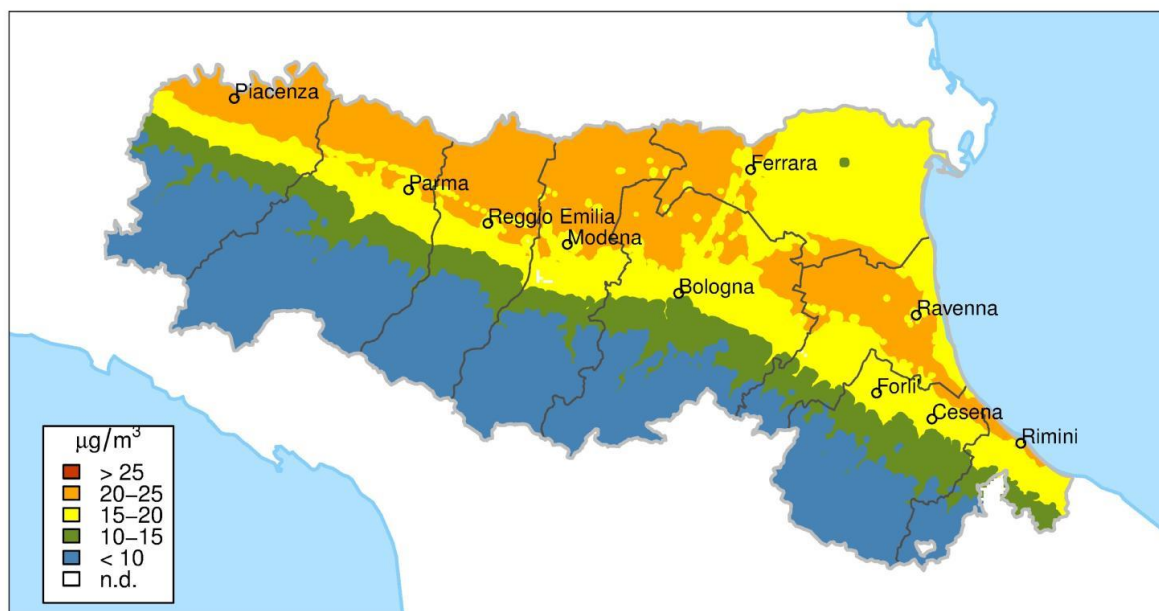 Piacenza
Ferrara
Parma
Reggio Emilia
Modena
Bologna
Ravenna
Forli'
Cesena
Rimini
μg/m³
> 25
20−25
15−20
10−15
< 10
n.d.